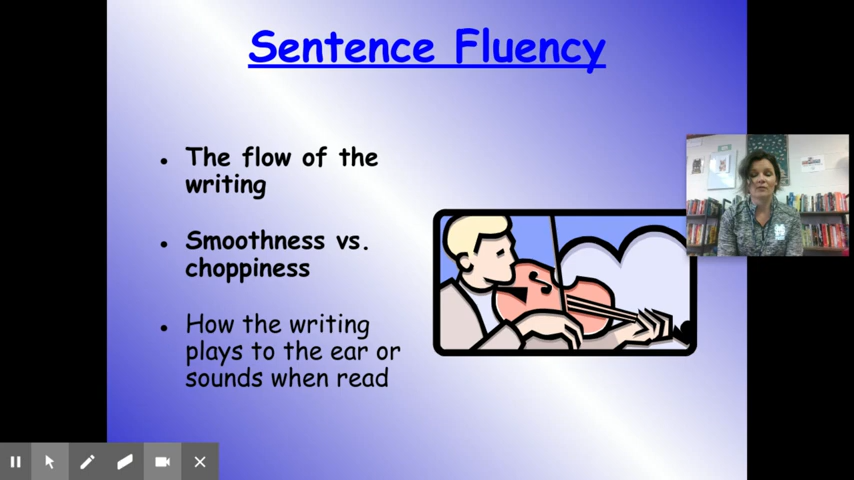 Sentence Fluency
• The flow of the
writing
• Smoothness vs.
choppiness
• How the writing
plays to the ear or
sounds when read